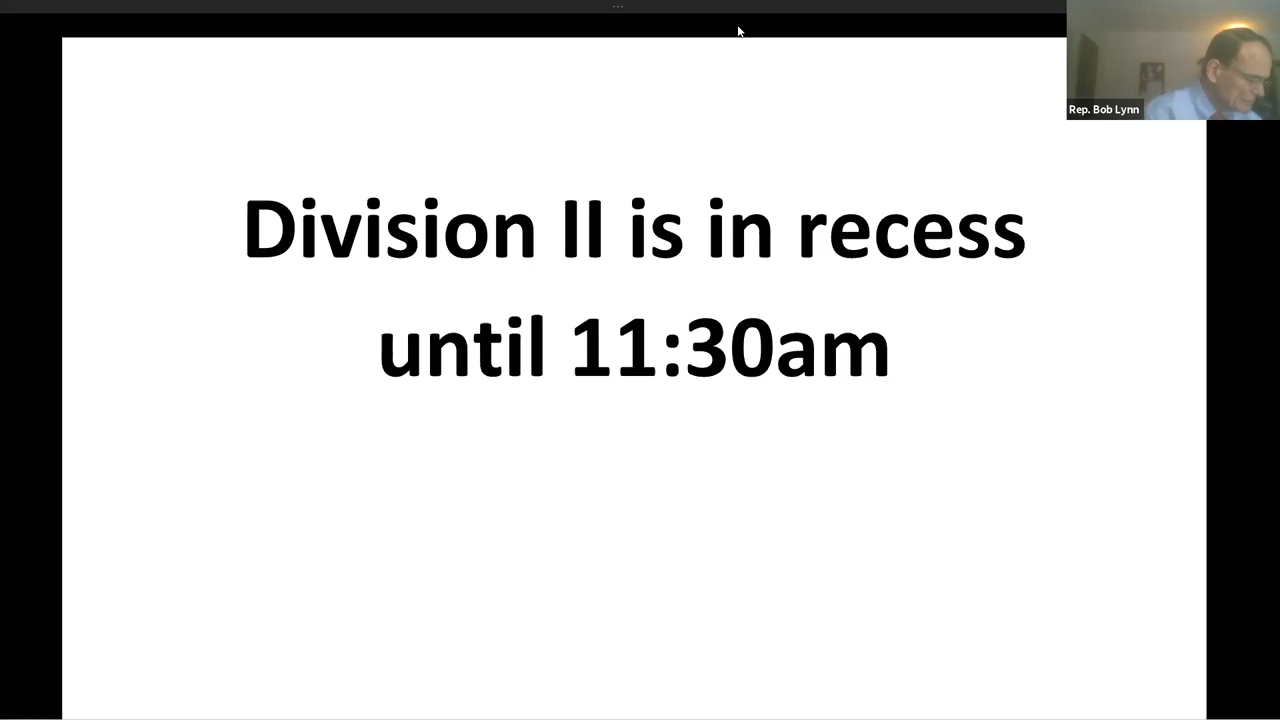 Rep. Bob Lynn
Division II is in recess
until 11:30am